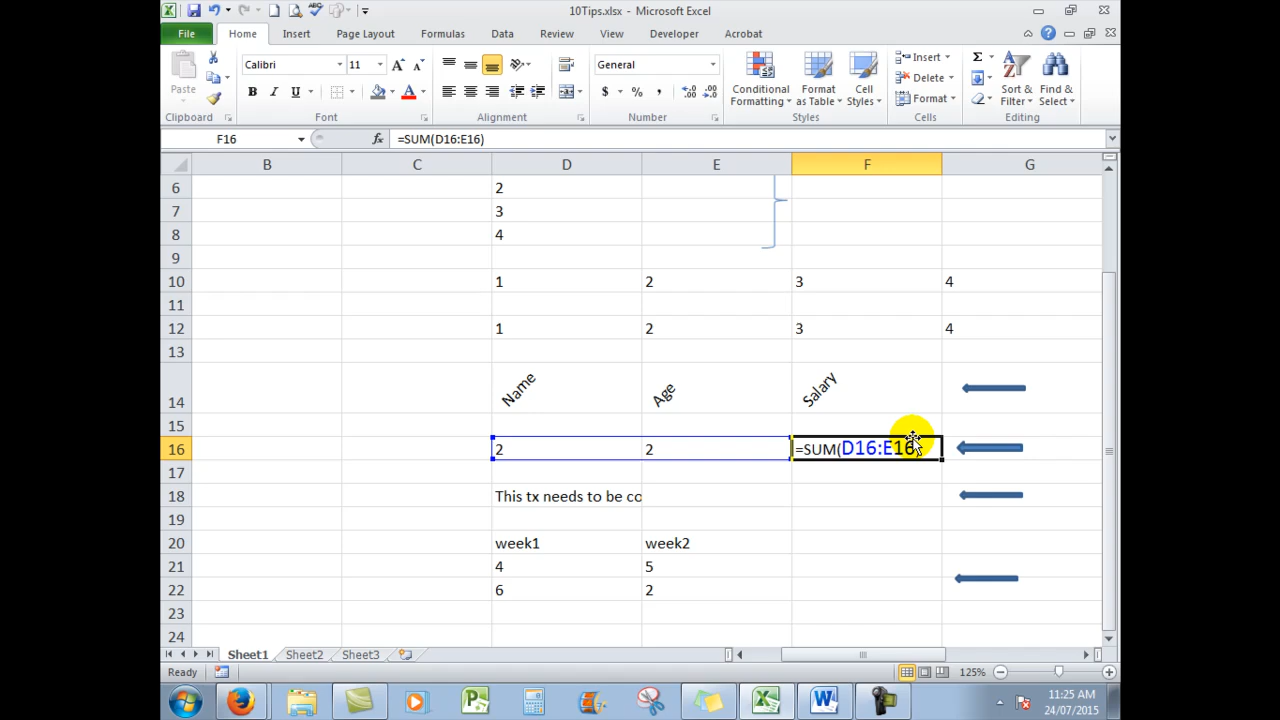 10Tips.xlsx - Microsoft Excel
File Home Insert Page Layout Formulas Data Review View Developer Acrobat
Paste
Calibri 11
B I U A
General
$ % ,
Conditional Formatting
Format as Table
Cell Styles
Insert
Delete
Format
Σ
Sort & Filter
Find & Select
Clipboard Font Alignment Number Styles Cells Editing
F16 fx =SUM(D16:E16)
B C D E F G
6 2
7 3
8 4
9
10 1 2 3 4
11
12 1 2 3 4
13
14 Name Age Salary
15
16 2 2 =SUM(D16:E16
17
18 This tx needs to be co
19
20 week1 week2
21 4 5
22 6 2
23
24
Sheet1 Sheet2 Sheet3
Ready 125%
11:25 AM
24/07/2015